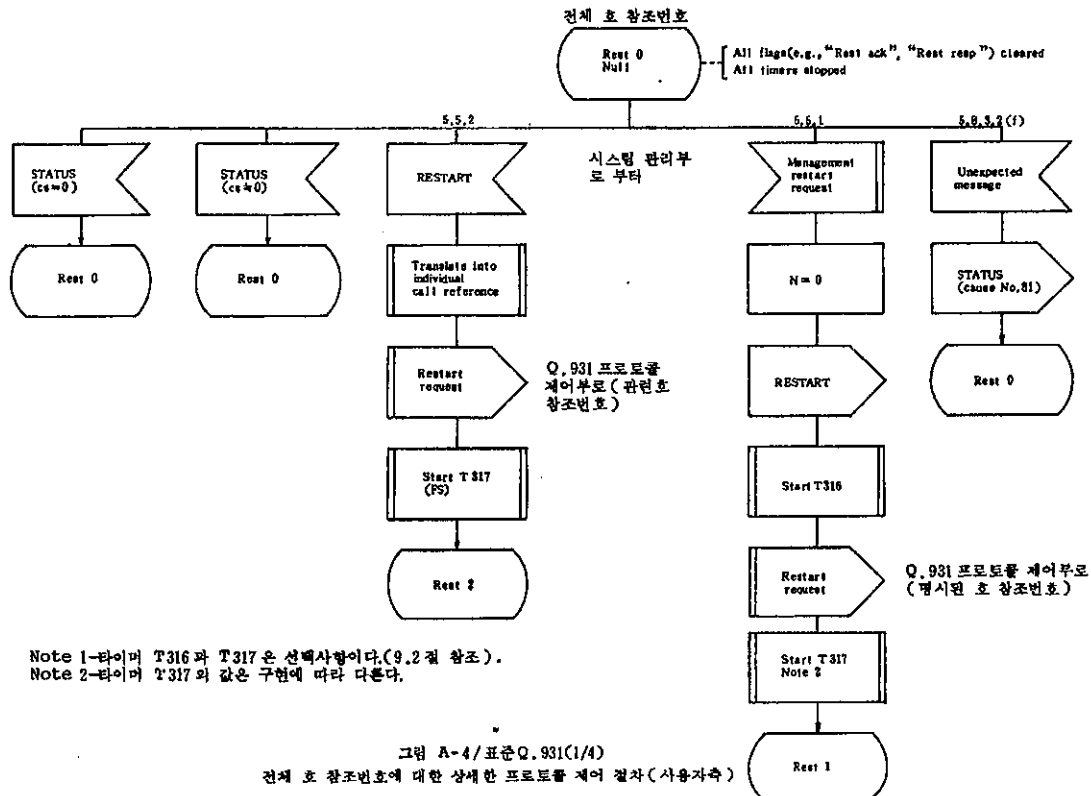 전체 호 참조번호
Rest 0
Null
All flags(e.g., "Rest ack", "Rest resp") cleared
All timers stopped
5,5,2
5,5,1
5,8,3,2(f)
STATUS
(cs≒0)
STATUS
(cs≒0)
RESTART
시스팀 관리부
로 부터
Management
restart
request
Unexpected
message
Rest 0
Rest 0
Translate into
individual
call reference
N=0
STATUS
(cause No,81)
Restart
request
Q.931 프로토콜
제어부로(관련호
참조번호)
RESTART
Rest 0
Start T317
(FS)
Start T316
Rest 2
Restart
request
Q.931 프로토콜 제어부로
(명시된 호 참조번호)
Note 1-타이머 T316과 T317은 선택사항이다.(9.2절 참조).
Note 2-타이머 T317의 값은 구현에 따라 다른다.
Start T317
Note 2
Rest 1
그림 A-4/표준Q.931(1/4)
전체 호 참조번호에 대한 상세한 프로토콜 제어 절차(사용자측)